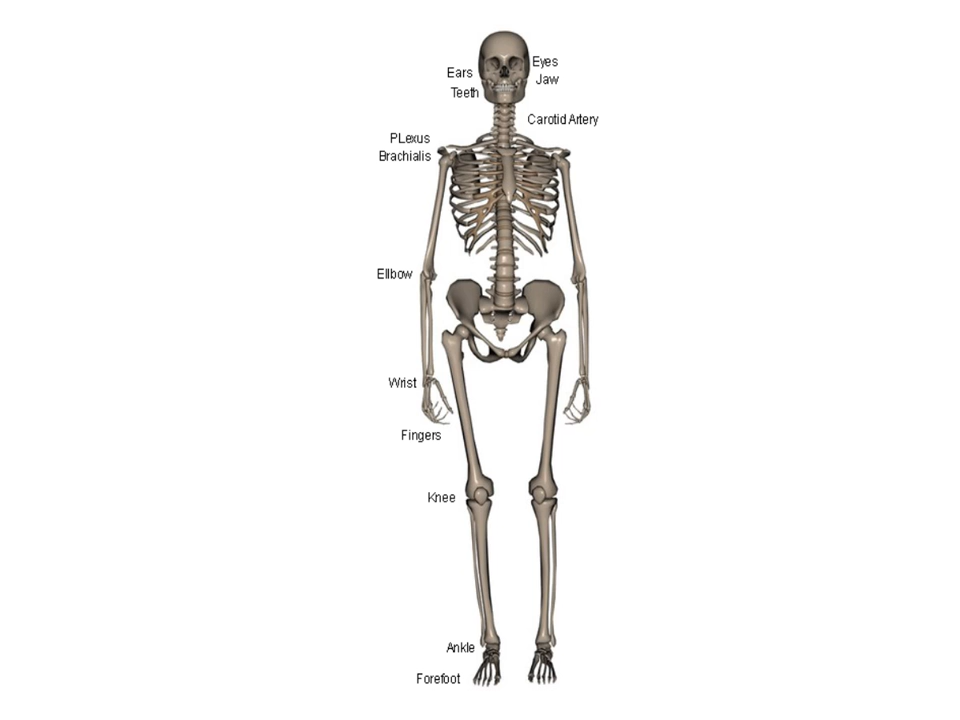 Eyes
Ears
Jaw
Teeth
Carotid Artery
PLexus
Brachialis
Ellbow
Wrist
Fingers
Knee
Ankle
Forefoot